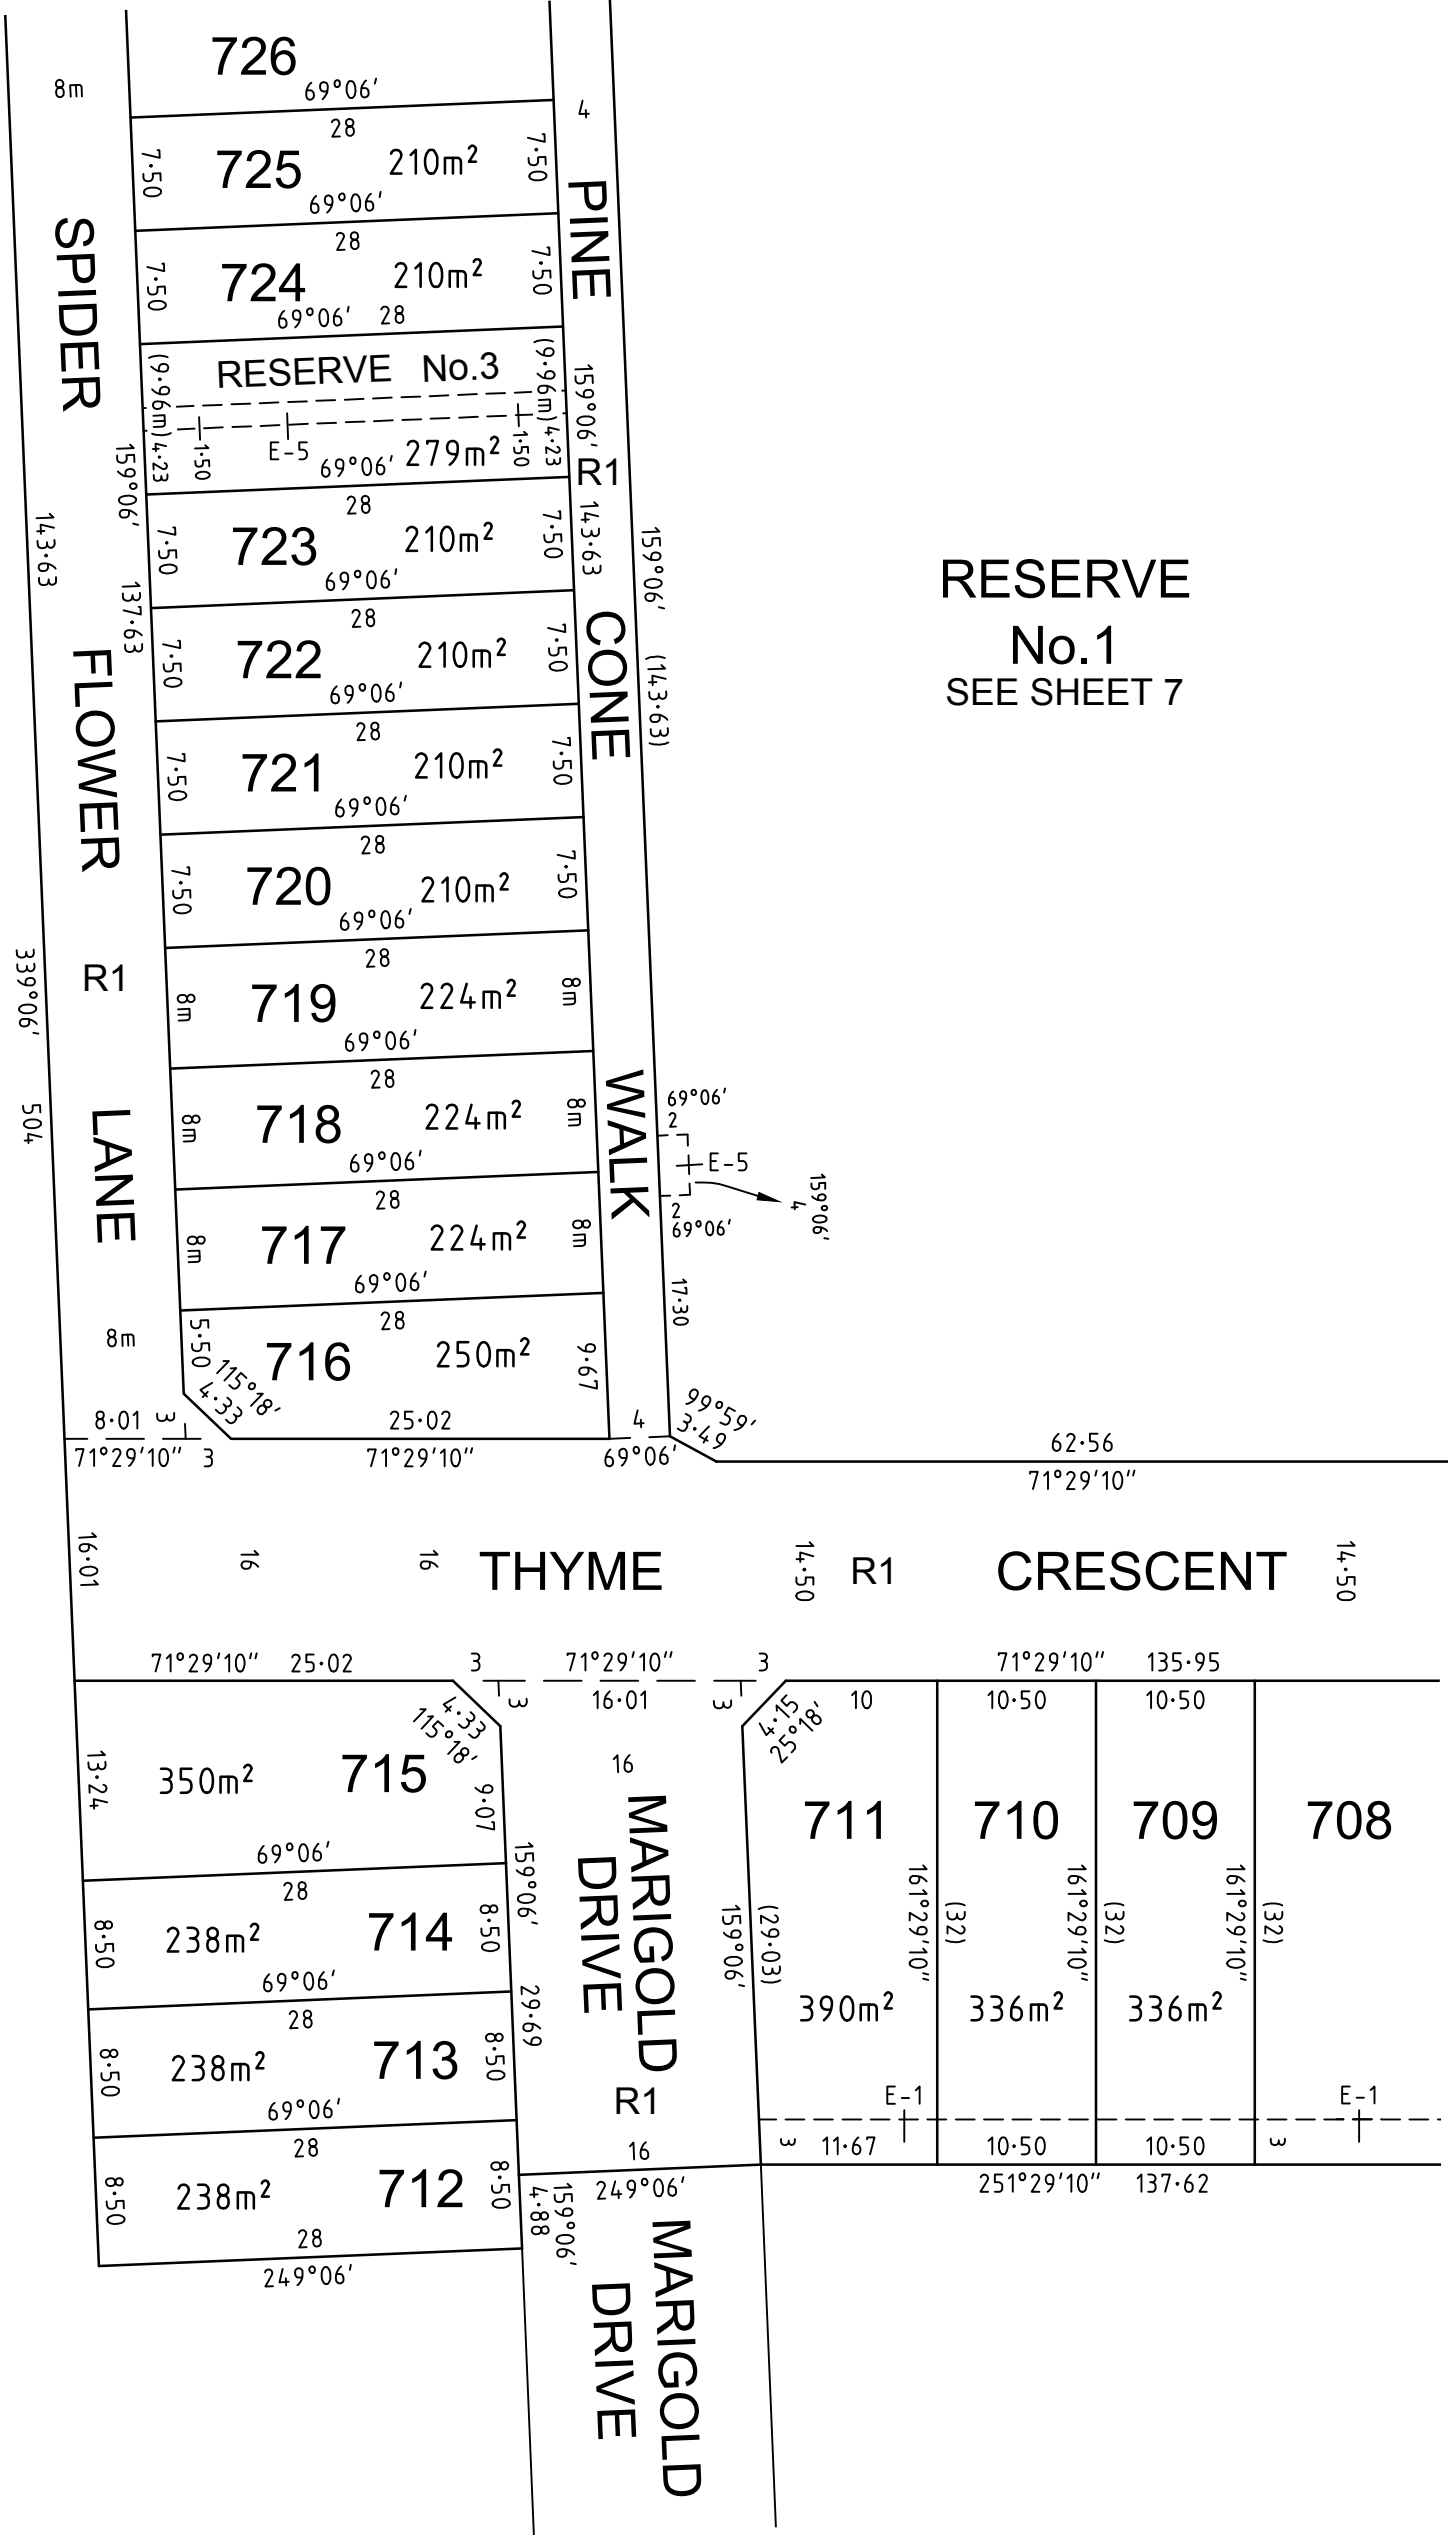 726
69°06'
8m
4
28
725
210m²
7·50
7·50
69°06'
28
724
210m²
7·50
7·50
69°06' 28
SPIDER
FLOWER
LANE
PINE
CONE
WALK
RESERVE No.3
(9·96m)
(9·96m)
4·23
1·50
E-5
69°06' 279m²
1·50
4·23
159°06'
R1
143·63
159°06'
(143·63)
159°06'
137·63
143·63
28
723
210m²
7·50
7·50
69°06'
28
722
210m²
7·50
7·50
69°06'
28
721
210m²
7·50
7·50
69°06'
28
720
210m²
7·50
7·50
69°06'
RESERVE
No.1
SEE SHEET 7
339°06'
504
R1
28
719
224m²
8m
8m
69°06'
28
718
224m²
8m
8m
69°06'
28
717
224m²
8m
8m
69°06'
69°06'
2
E-5
2
69°06'
159°06'
4
17·30
8m
28
716
250m²
5·50
9·67
115°18'
4·33
8·01
3
25·02
4
99°59'
3·49
62·56
71°29'10" 3
71°29'10"
69°06'
71°29'10"
16·01
16
16
THYME
14·50
R1
CRESCENT
14·50
71°29'10" 25·02
3
71°29'10"
3
71°29'10" 135·95
3
16·01
3
4·33
115°18'
4·15
25°18'
10
10·50
10·50
13·24
350m²
715
9·07
69°06'
16
MARIGOLD
DRIVE
711
710
709
708
28
8·50
238m²
714
8·50
69°06'
159°06'
29·69
159°06'
(29·03)
161°29'10"
(32)
161°29'10"
(32)
161°29'10"
(32)
390m²
336m²
336m²
28
8·50
238m²
713
8·50
69°06'
R1
16
E-1
E-1
3
11·67
10·50
10·50
3
28
8·50
238m²
712
8·50
28
249°06'
159°06'
4·88
249°06'
251°29'10" 137·62
MARIGOLD
DRIVE